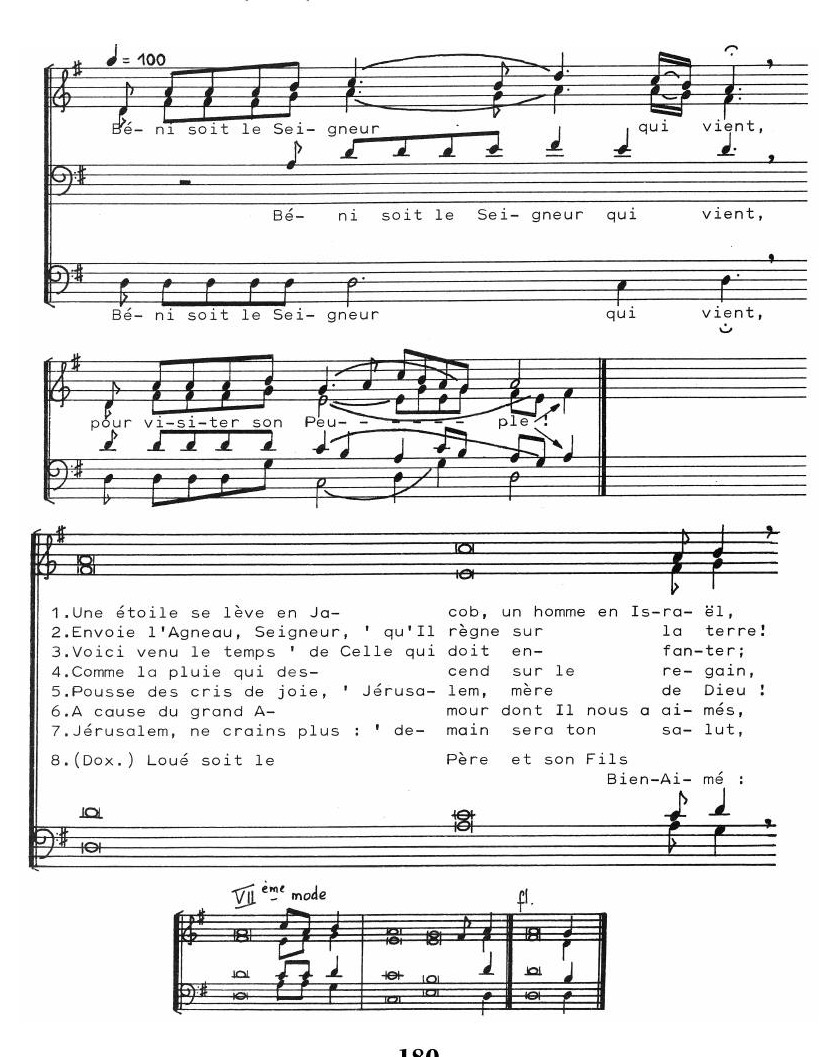 ♩ = 100
Bé- ni soit le Sei- gneur qui vient,
Bé- ni soit le Sei- gneur qui vient,
Bé- ni soit le Sei- gneur qui vient,
pour vi-si-ter son Peu- - - - - - - ple !
1.Une étoile se lève en Ja- cob, un homme en Is-ra- ël,
2.Envoie l'Agneau, Seigneur, ' qu'Il règne sur la terre!
3.Voici venu le temps ' de Celle qui doit en- fan-ter;
4.Comme la pluie qui des- cend sur le re- gain,
5.Pousse des cris de joie, ' Jérusa- lem, mère de Dieu !
6.A cause du grand A- mour dont Il nous a ai- més,
7.Jérusalem, ne crains plus : ' de- main sera ton sa- lut,
8.(Dox.) Loué soit le Père et son Fils
Bien-Ai- mé :
VII ème mode fl.
180